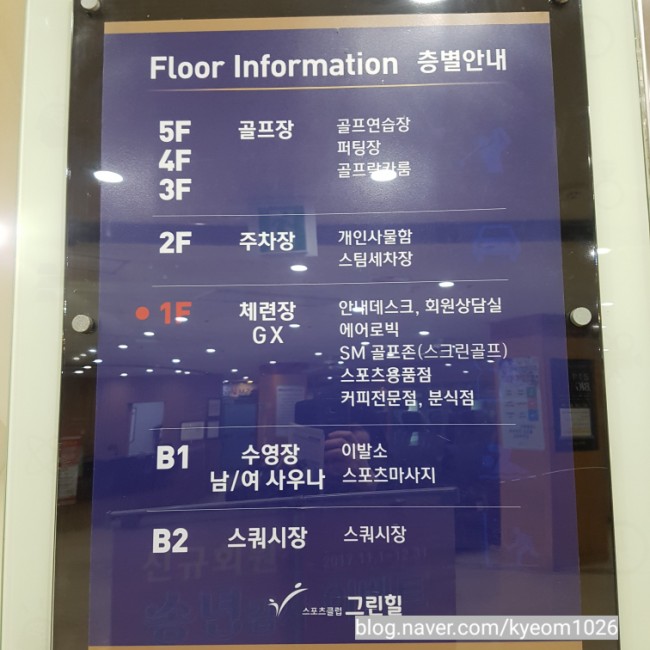 Floor Information 층별안내
5F 골프장 골프연습장
4F 퍼팅장
3F 골프락카룸
2F 주차장 개인사물함
스팀세차장
1F 체련장 안내데스크, 회원상담실
GX 에어로빅
SM 골프존(스크린골프)
스포츠용품점
커피전문점, 분식점
B1 수영장 이발소
남/여 사우나 스포츠마사지
B2 스쿼시장 스쿼시장
스포츠클럽 그린힐
blog.naver.com/kyeom1026